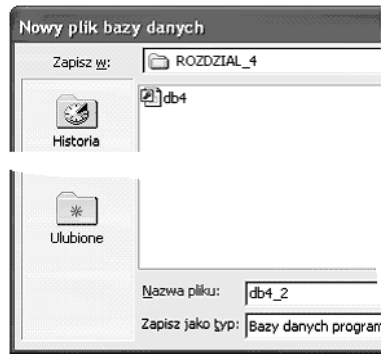 Nowy plik bazy danych
Zapisz w: ROZDZIAL_4
db4
Historia
Ulubione
Nazwa pliku: db4_2
Zapisz jako typ: Bazy danych program